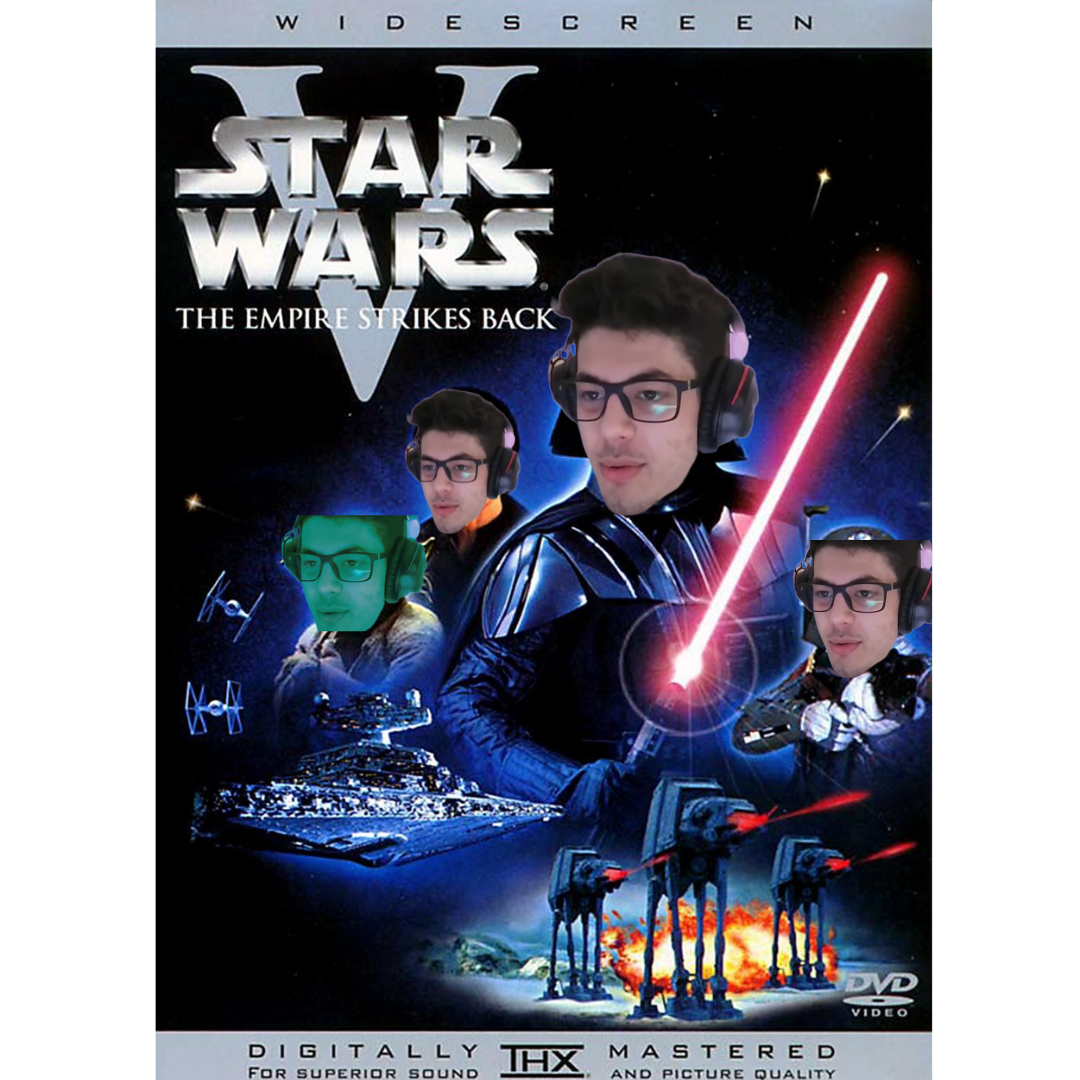 WIDESCREEN
V
STAR
WARS
THE EMPIRE STRIKES BACK
DVD
VIDEO
DIGITALLY THX MASTERED
FOR SUPERIOR SOUND AND PICTURE QUALITY